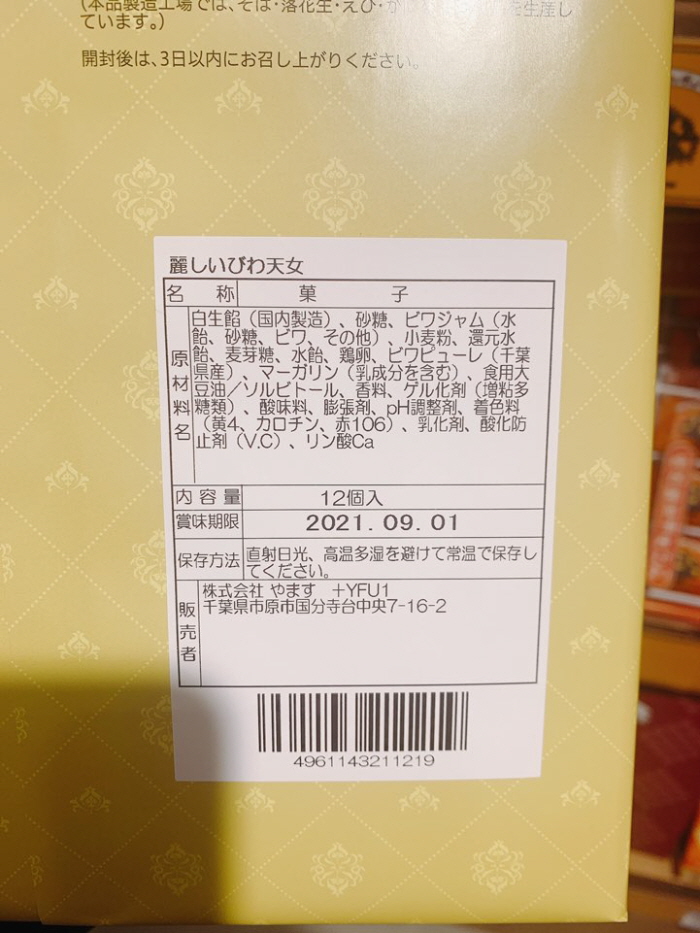 (本品製造工場では、そば・落花生・えび・か
を生産し
ています。)
開封後は、3日以内にお召し上がりください。
麗しいびわ天女
名 称 菓 子
原材料名
白生餡(国内製造)、砂糖、ビワジャム(水
飴、砂糖、ビワ、その他)、小麦粉、還元水
飴、麦芽糖、水飴、鶏卵、ビワピューレ(千葉
県産)、マーガリン(乳成分を含む)、食用大
豆油/ソルビトール、香料、ゲル化剤(増粘多
糖類)、酸味料、膨張剤、pH調整剤、着色料
(黄4、カロチン、赤106)、乳化剤、酸化防
止剤(V.C)、リン酸Ca
内容量 12個入
賞味期限 2021.09.01
保存方法 直射日光、高温多湿を避けて常温で保存し
てください。
販売者
株式会社 やます +YFU1
千葉県市原市国分寺台中央7-16-2
4961143211219